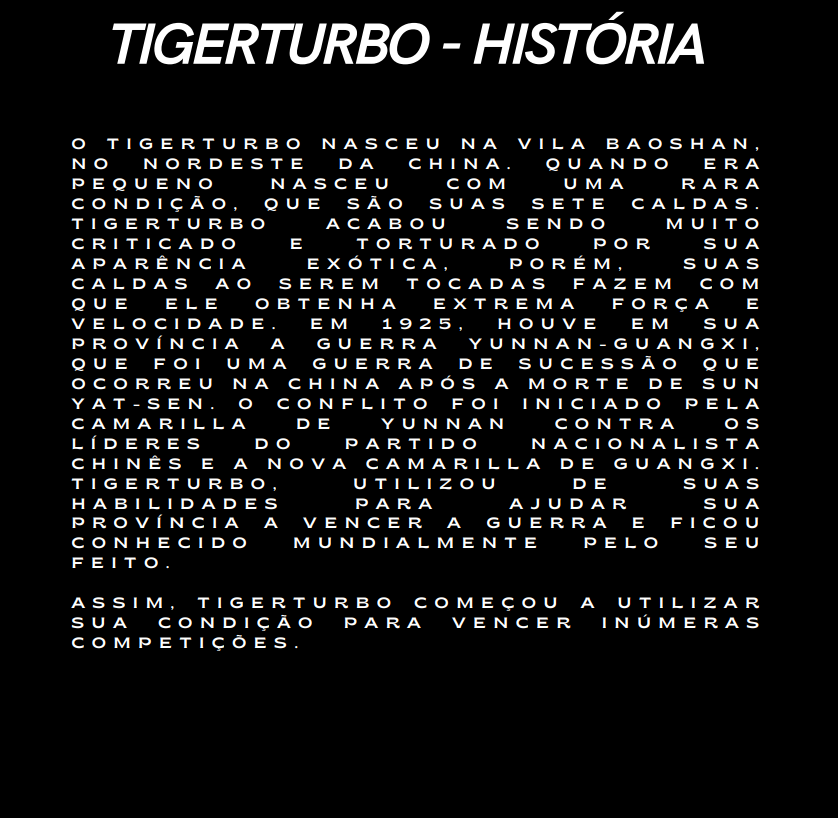 TIGERTURBO - HISTÓRIA
O TIGERTURBO NASCEU NA VILA BAOSHAN,
NO NORDESTE DA CHINA. QUANDO ERA
PEQUENO NASCEU COM UMA RARA
CONDIÇÃO, QUE SÃO SUAS SETE CALDAS.
TIGERTURBO ACABOU SENDO MUITO
CRITICADO E TORTURADO POR SUA
APARÊNCIA EXÓTICA, PORÉM, SUAS
CALDAS AO SEREM TOCADAS FAZEM COM
QUE ELE OBTENHA EXTREMA FORÇA E
VELOCIDADE. EM 1925, HOUVE EM SUA
PROVÍNCIA A GUERRA YUNNAN-GUANGXI,
QUE FOI UMA GUERRA DE SUCESSÃO QUE
OCORREU NA CHINA APÓS A MORTE DE SUN
YAT-SEN. O CONFLITO FOI INICIADO PELA
CAMARILLA DE YUNNAN CONTRA OS
LÍDERES DO PARTIDO NACIONALISTA
CHINÊS E A NOVA CAMARILLA DE GUANGXI.
TIGERTURBO, UTILIZOU DE SUAS
HABILIDADES PARA AJUDAR SUA
PROVÍNCIA A VENCER A GUERRA E FICOU
CONHECIDO MUNDIALMENTE PELO SEU
FEITO.
ASSIM, TIGERTURBO COMEÇOU A UTILIZAR
SUA CONDIÇÃO PARA VENCER INÚMERAS
COMPETIÇÕES.